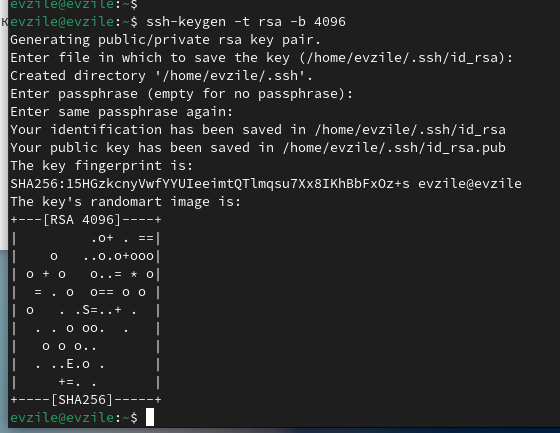 evzile@evzile:~$
evzile@evzile:~$ ssh-keygen -t rsa -b 4096
Generating public/private rsa key pair.
Enter file in which to save the key (/home/evzile/.ssh/id_rsa):
Created directory '/home/evzile/.ssh'.
Enter passphrase (empty for no passphrase):
Enter same passphrase again:
Your identification has been saved in /home/evzile/.ssh/id_rsa
Your public key has been saved in /home/evzile/.ssh/id_rsa.pub
The key fingerprint is:
SHA256:15HGzkcnyVwfYYUIeeimtQTlmqsu7Xx8IKhBbFxOz+s evzile@evzile
The key's randomart image is:
+---[RSA 4096]----+
|         .o+ . ==|
|    o   ..o.o+ooo|
| o + o   o..= * o|
|  = . o  o== o o |
| o   . .S=..+ .  |
|  . . o oo.  .   |
|   o o o..       |
|  . ..E.o .      |
|     +=. .       |
+----[SHA256]-----+
evzile@evzile:~$